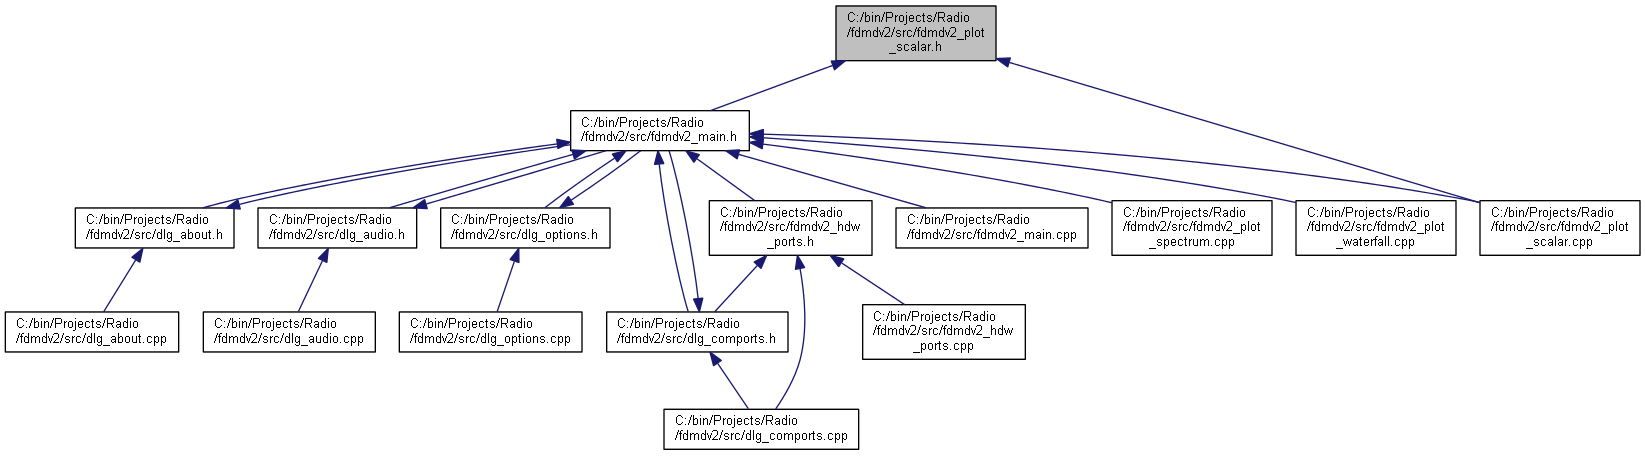 C:/bin/Projects/Radio
/fdmdv2/src/fdmdv2_plot
_scalar.h
C:/bin/Projects/Radio
/fdmdv2/src/fdmdv2_main.h
C:/bin/Projects/Radio
/fdmdv2/src/dlg_about.h
C:/bin/Projects/Radio
/fdmdv2/src/dlg_audio.h
C:/bin/Projects/Radio
/fdmdv2/src/dlg_options.h
C:/bin/Projects/Radio
/fdmdv2/src/fdmdv2_hdw
_ports.h
C:/bin/Projects/Radio
/fdmdv2/src/fdmdv2_main.cpp
C:/bin/Projects/Radio
/fdmdv2/src/fdmdv2_plot
_spectrum.cpp
C:/bin/Projects/Radio
/fdmdv2/src/fdmdv2_plot
_waterfall.cpp
C:/bin/Projects/Radio
/fdmdv2/src/fdmdv2_plot
_scalar.cpp
C:/bin/Projects/Radio
/fdmdv2/src/dlg_about.cpp
C:/bin/Projects/Radio
/fdmdv2/src/dlg_audio.cpp
C:/bin/Projects/Radio
/fdmdv2/src/dlg_options.cpp
C:/bin/Projects/Radio
/fdmdv2/src/dlg_comports.h
C:/bin/Projects/Radio
/fdmdv2/src/fdmdv2_hdw
_ports.cpp
C:/bin/Projects/Radio
/fdmdv2/src/dlg_comports.cpp